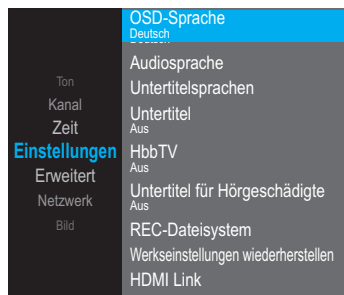 Ton
Kanal
Zeit
Einstellungen
Erweitert
Netzwerk
Bild
OSD-Sprache
Deutsch
Deutsch
Audiosprache
Untertitelsprachen
Untertitel
Aus
HbbTV
Aus
Untertitel für Hörgeschädigte
Aus
REC-Dateisystem
Werkseinstellungen wiederherstellen
HDMI Link